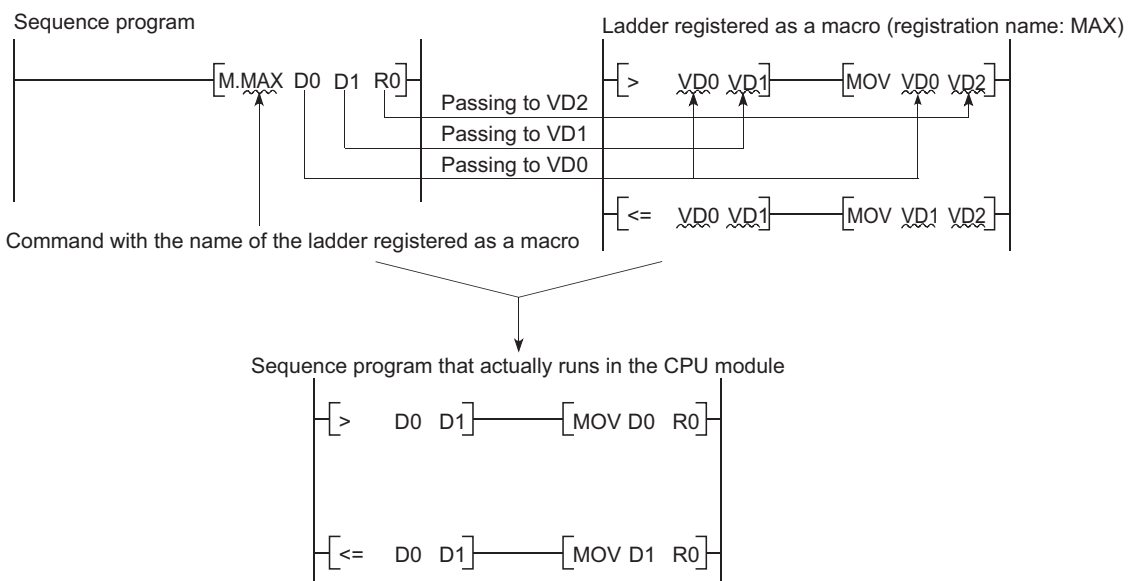 Sequence program
Ladder registered as a macro (registration name: MAX)
M.MAX D0 D1 R0
> VD0 VD1 MOV VD0 VD2
Passing to VD2
Passing to VD1
Passing to VD0
<= VD0 VD1 MOV VD1 VD2
Command with the name of the ladder registered as a macro
Sequence program that actually runs in the CPU module
> D0 D1 MOV D0 R0
<= D0 D1 MOV D1 R0